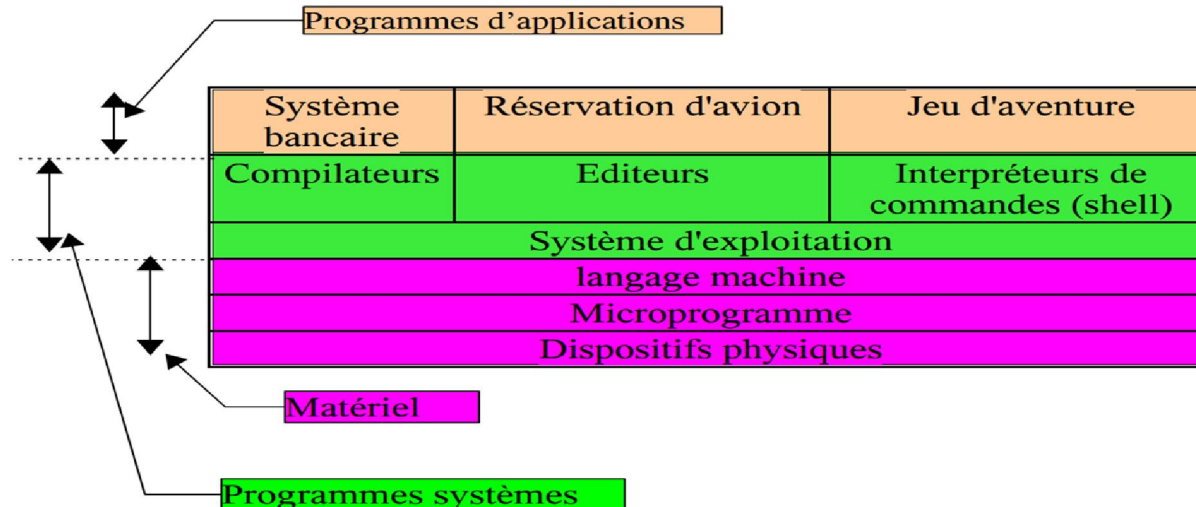 Programmes d’applications
Système bancaire
Réservation d'avion
Jeu d'aventure
Compilateurs
Editeurs
Interpréteurs de
commandes (shell)
Système d'exploitation
langage machine
Microprogramme
Dispositifs physiques
Matériel
Programmes systèmes